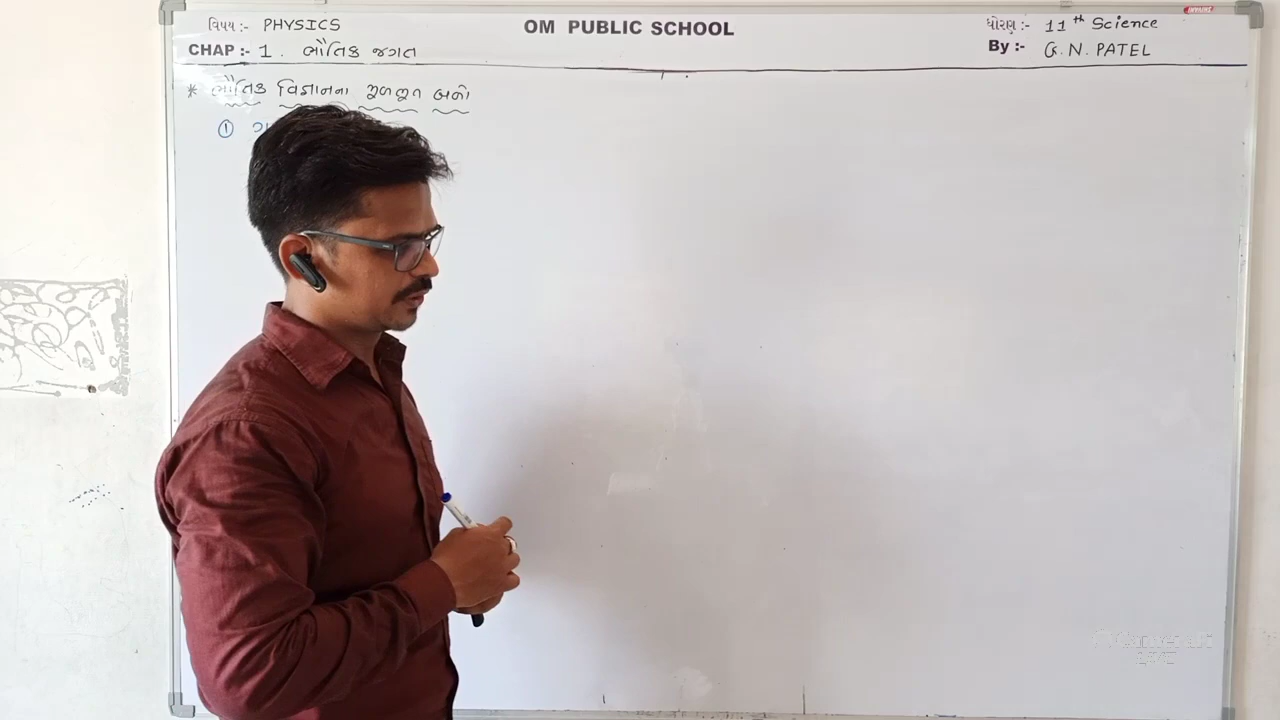 વિષય :- PHYSICS
OM PUBLIC SCHOOL
ધોરણ :- 11th Science
CHAP :- 1. ભૌતિક જગત
By :- G. N. PATEL
* ભૌતિક વિજ્ઞાનના મૂળભૂત બળો
①